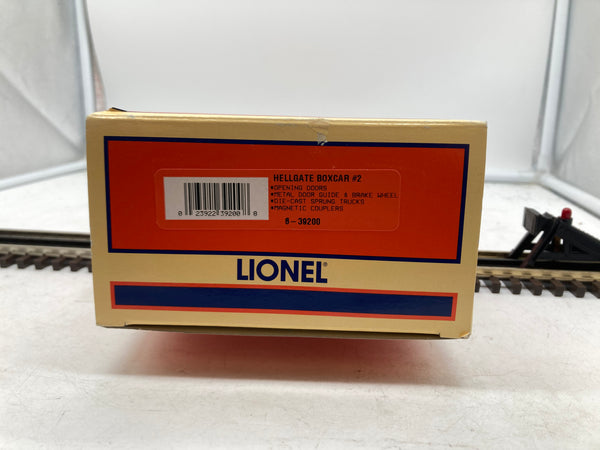 HELLGATE BOXCAR #2
*OPENING DOORS
*METAL DOOR GUIDE & BRAKE WHEEL
*DIE-CAST SPRUNG TRUCKS
*MAGNETIC COUPLERS
0 23922 39200 8
6-39200
LIONEL®